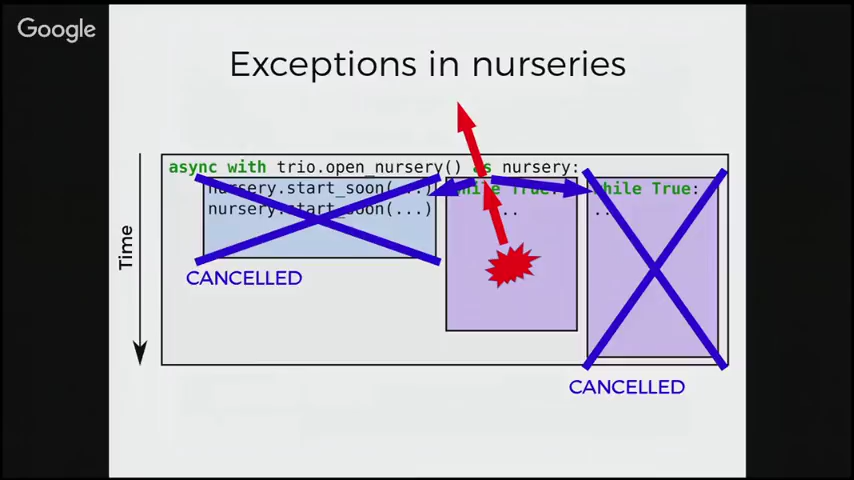 Google
Exceptions in nurseries
async with trio.open_nursery() as nursery:
nursery.start_soon(...) while True:
while True:
nursery.start_soon(...) ...
...
Time
CANCELLED
CANCELLED